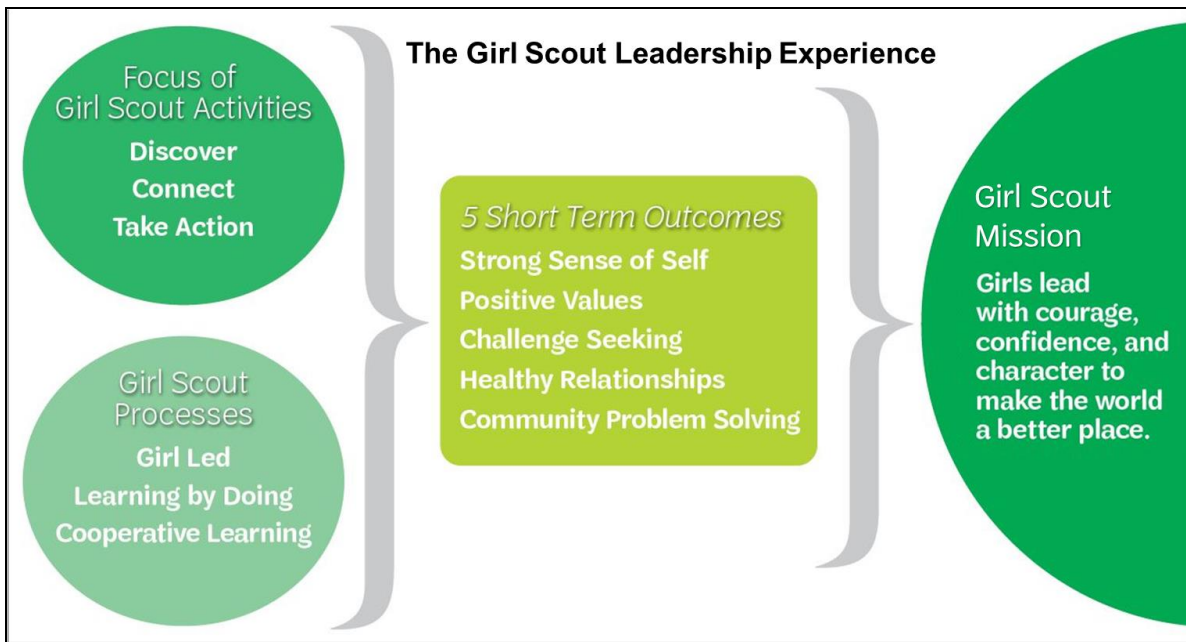 The Girl Scout Leadership Experience
Focus of
Girl Scout Activities
Discover
Connect
Take Action
Girl Scout
Processes
Girl Led
Learning by Doing
Cooperative Learning
5 Short Term Outcomes
Strong Sense of Self
Positive Values
Challenge Seeking
Healthy Relationships
Community Problem Solving
Girl Scout
Mission
Girls lead
with courage,
confidence, and
character to
make the world
a better place.